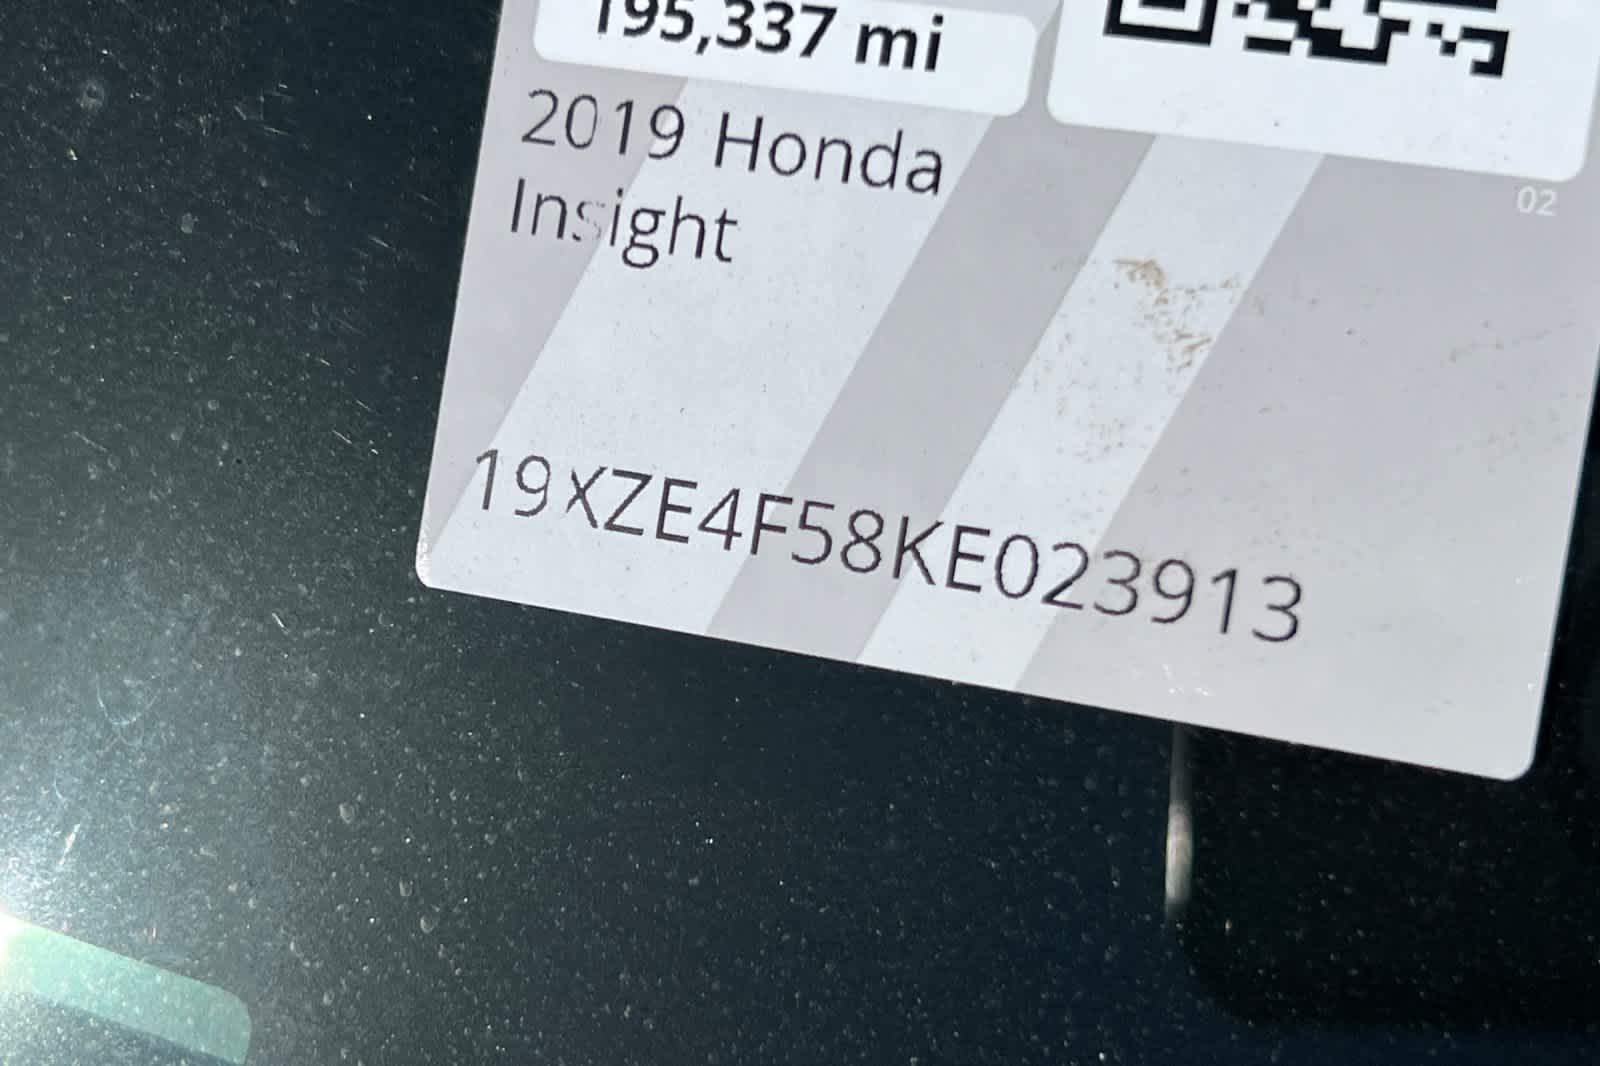 195,337 mi
2019 Honda
Insight
02
19XZE4F58KE023913